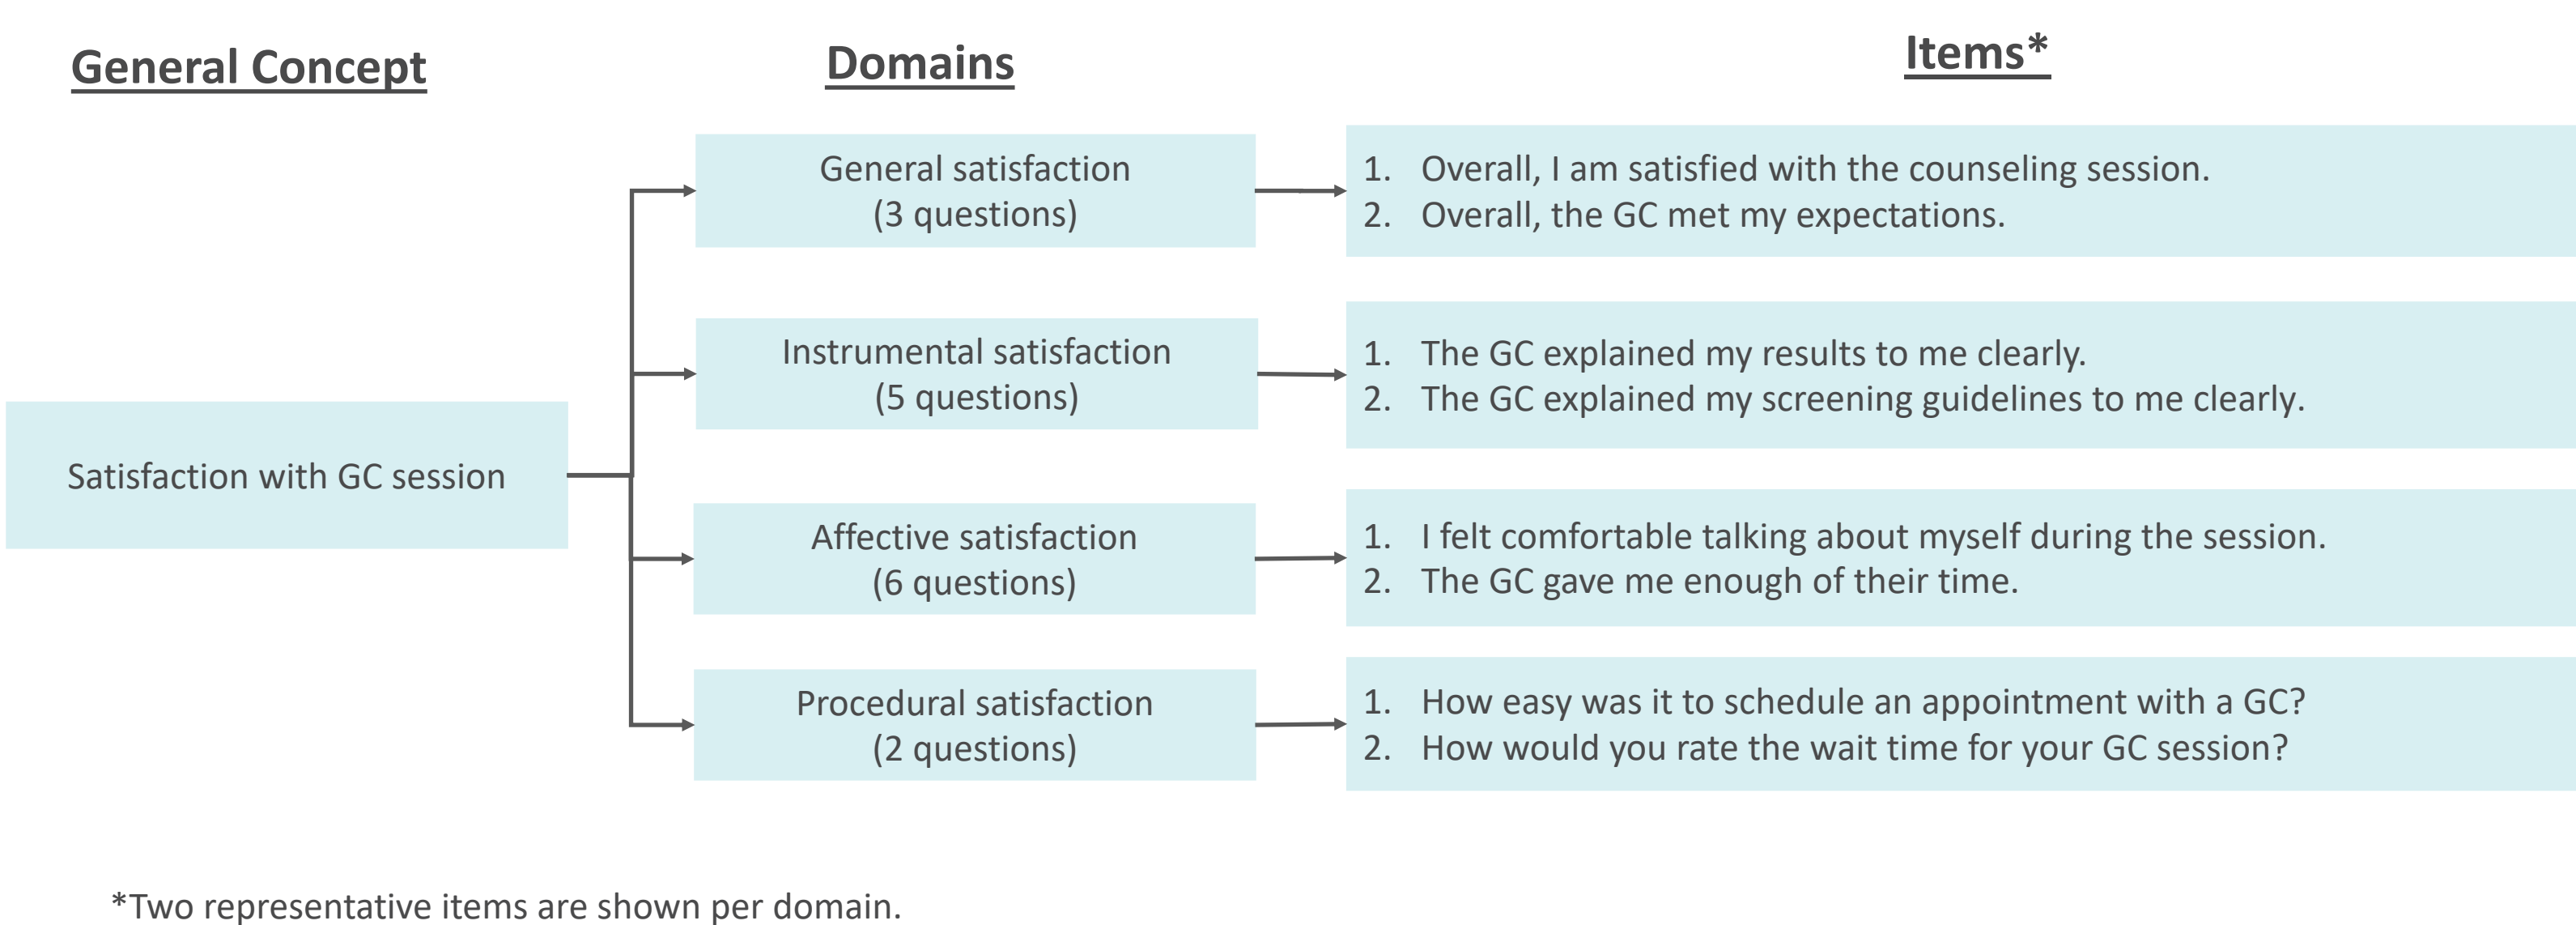 General Concept
Domains
Items*
Satisfaction with GC session
General satisfaction
(3 questions)
1. Overall, I am satisfied with the counseling session.
2. Overall, the GC met my expectations.
Instrumental satisfaction
(5 questions)
1. The GC explained my results to me clearly.
2. The GC explained my screening guidelines to me clearly.
Affective satisfaction
(6 questions)
1. I felt comfortable talking about myself during the session.
2. The GC gave me enough of their time.
Procedural satisfaction
(2 questions)
1. How easy was it to schedule an appointment with a GC?
2. How would you rate the wait time for your GC session?
*Two representative items are shown per domain.